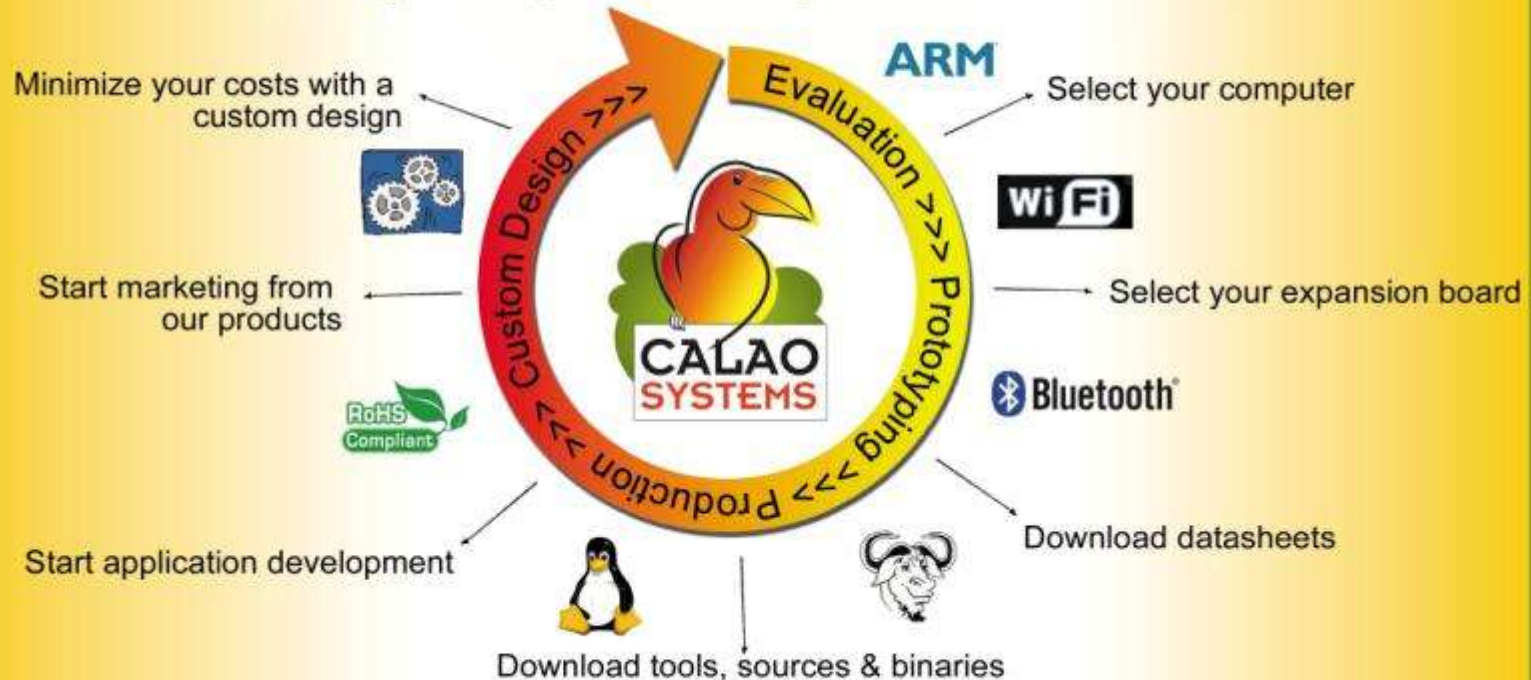 ARM
Minimize your costs with a
custom design
Select your computer
Evaluation >>> Prototyping >>> Production >>> Custom Design >>>
Wi Fi
Start marketing from
our products
Select your expansion board
CALAO
SYSTEMS
Bluetooth®
RoHS
Compliant
Download datasheets
Start application development
Download tools, sources & binaries